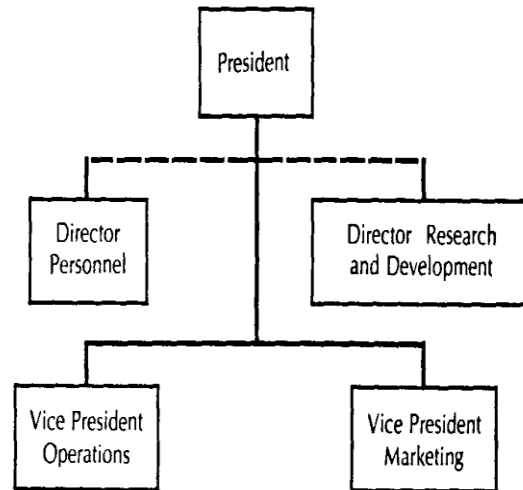 President
Director
Personnel
Director Research
and Development
Vice President
Operations
Vice President
Marketing